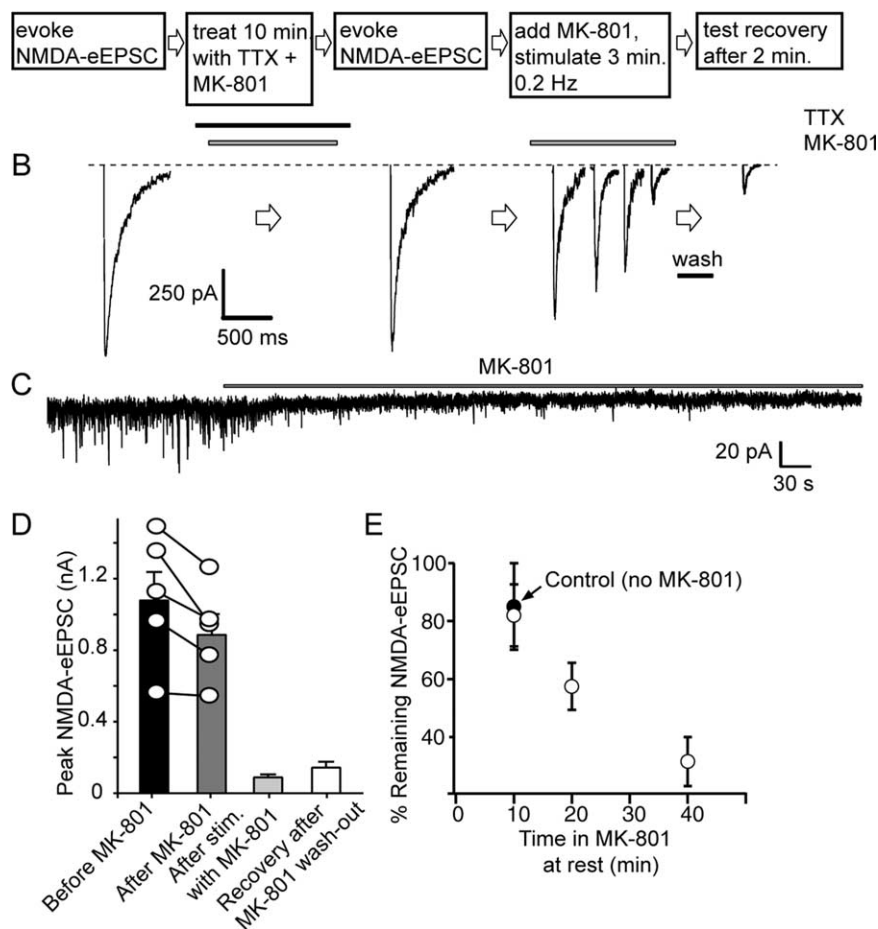 evoke
NMDA-eEPSC
treat 10 min.
with TTX +
MK-801
evoke
NMDA-eEPSC
add MK-801,
stimulate 3 min.
0.2 Hz
test recovery
after 2 min.
TTX
MK-801
B
250 pA
500 ms
wash
C
MK-801
20 pA
30 s
D
Peak NMDA-eEPSC (nA)
1.2
0.8
0.4
0
Before MK-801
After MK-801
After stim.
with MK-801
Recovery after
MK-801 wash-out
E
% Remaining NMDA-eEPSC
100
80
60
40
Control (no MK-801)
0 10 20 30 40
Time in MK-801
at rest (min)